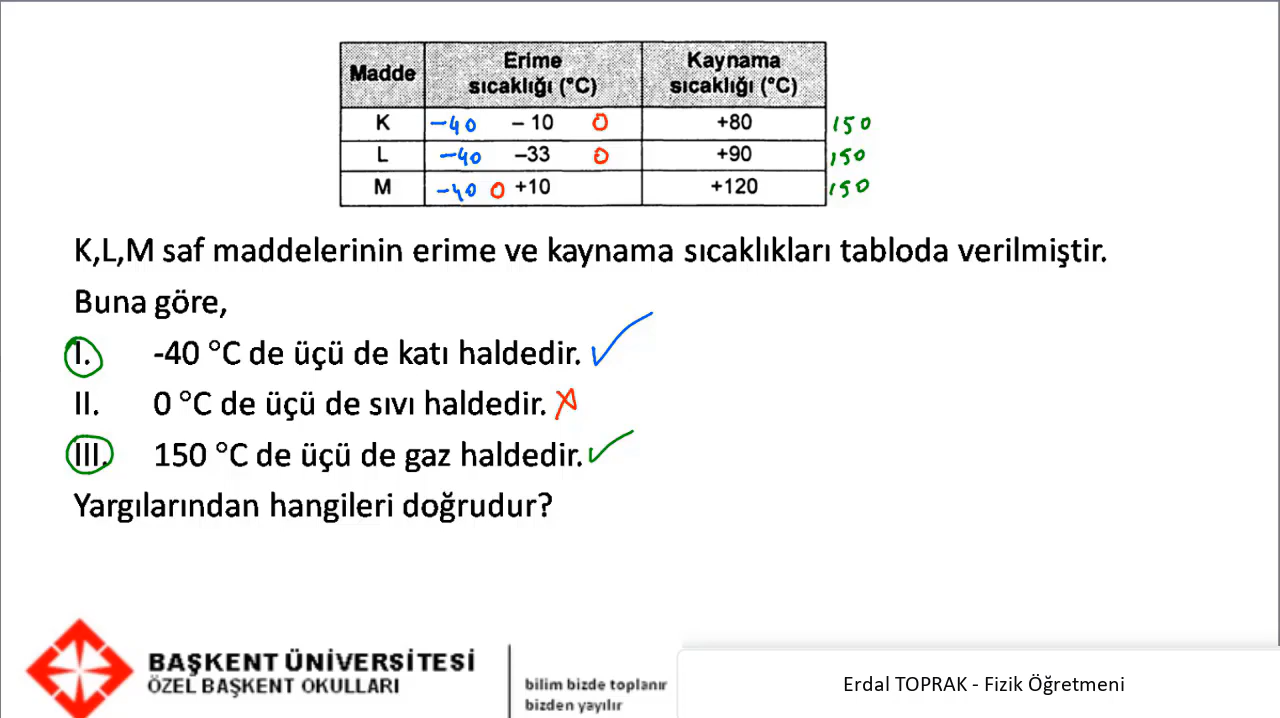 Madde Erime sıcaklığı (°C) Kaynama sıcaklığı (°C)
K -40 – 10 0 +80 150
L -40 –33 0 +90 150
M -40 0 +10 +120 150
K,L,M saf maddelerinin erime ve kaynama sıcaklıkları tabloda verilmiştir.
Buna göre,
I. -40 °C de üçü de katı haldedir.
II. 0 °C de üçü de sıvı haldedir.
III. 150 °C de üçü de gaz haldedir.
Yargılarından hangileri doğrudur?
BAŞKENT ÜNİVERSİTESİ
ÖZEL BAŞKENT OKULLARI
bilim bizde toplanır
bizden yayılır
Erdal TOPRAK - Fizik Öğretmeni